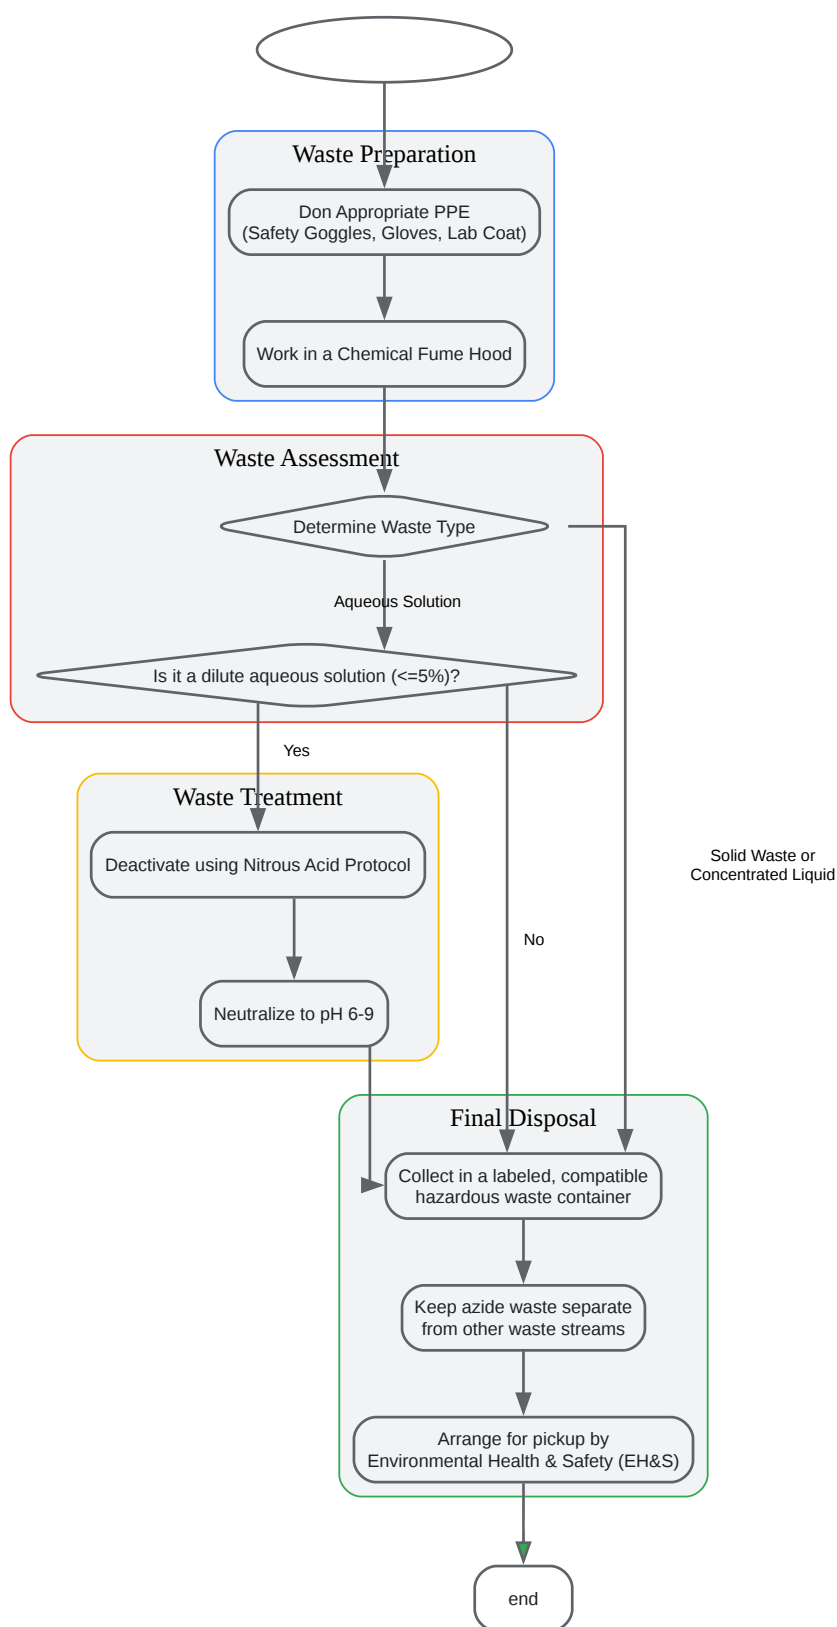 Waste Preparation
Don Appropriate PPE
(Safety Goggles, Gloves, Lab Coat)
Work in a Chemical Fume Hood
Waste Assessment
Determine Waste Type
Aqueous Solution
Is it a dilute aqueous solution (<=5%)?
Yes
Waste Treatment
Deactivate using Nitrous Acid Protocol
Solid Waste or
Concentrated Liquid
No
Neutralize to pH 6-9
Final Disposal
Collect in a labeled, compatible
hazardous waste container
Keep azide waste separate
from other waste streams
Arrange for pickup by
Environmental Health & Safety (EH&S)
end